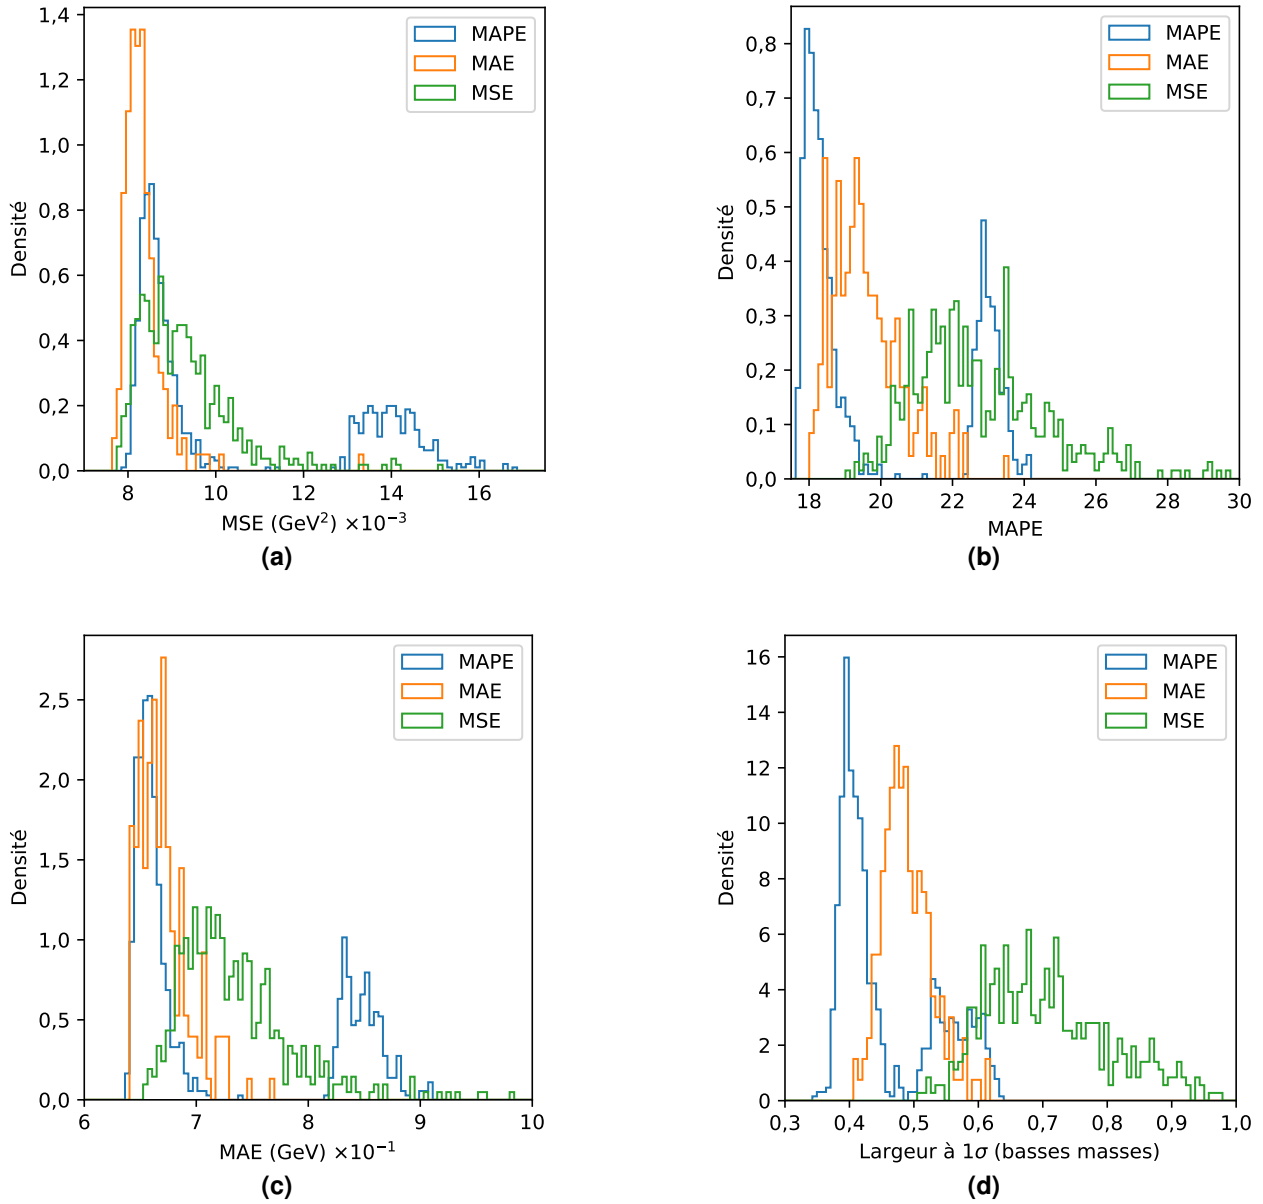 1,4
1,2
1,0
0,8
0,6
0,4
0,2
0,0
Densité
8 10 12 14 16
MSE (GeV²) ×10⁻³
MAPE
MAE
MSE
(a)
0,8
0,7
0,6
0,5
0,4
0,3
0,2
0,1
0,0
Densité
18 20 22 24 26 28 30
MAPE
MAPE
MAE
MSE
(b)
2,5
2,0
1,5
1,0
0,5
0,0
Densité
6 7 8 9 10
MAE (GeV) ×10⁻¹
MAPE
MAE
MSE
(c)
16
14
12
10
8
6
4
2
0
Densité
0,3 0,4 0,5 0,6 0,7 0,8 0,9 1,0
Largeur à 1σ (basses masses)
MAPE
MAE
MSE
(d)